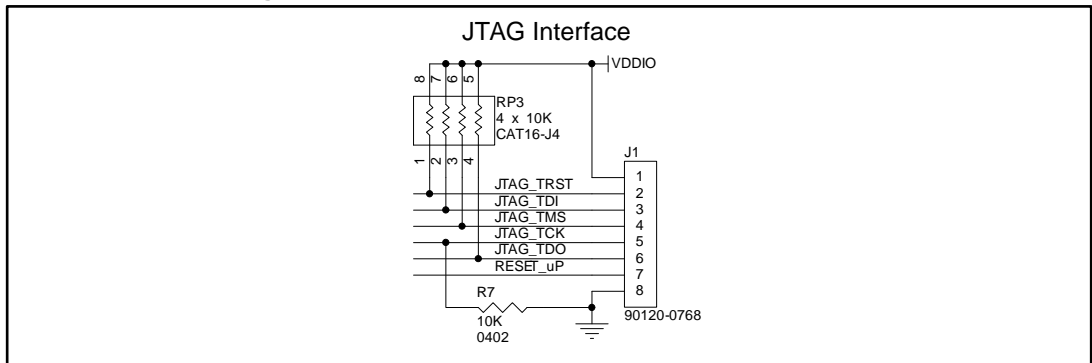 JTAG Interface
VDDIO
8 7 6 5
RP3
4 x 10K
CAT16-J4
1 2 3 4
J1
1
JTAG_TRST 2
JTAG_TDI 3
JTAG_TMS 4
JTAG_TCK 5
JTAG_TDO 6
RESET_uP 7
8
R7
10K
0402
90120-0768